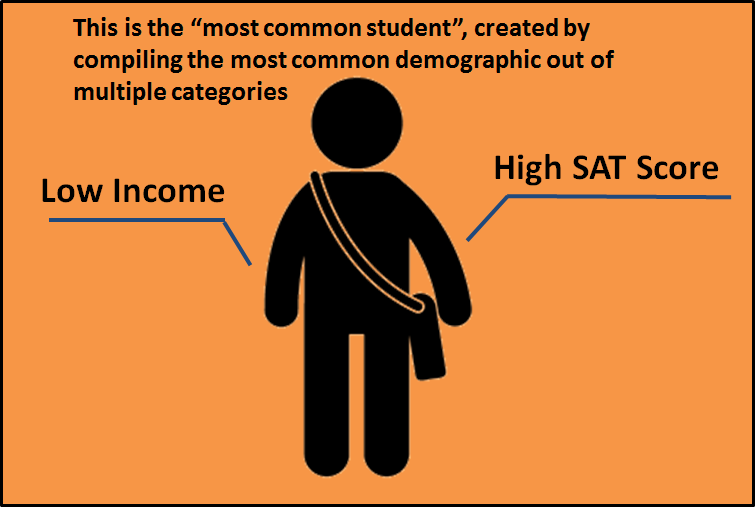 This is the “most common student”, created by
compiling the most common demographic out of
multiple categories
High SAT Score
Low Income